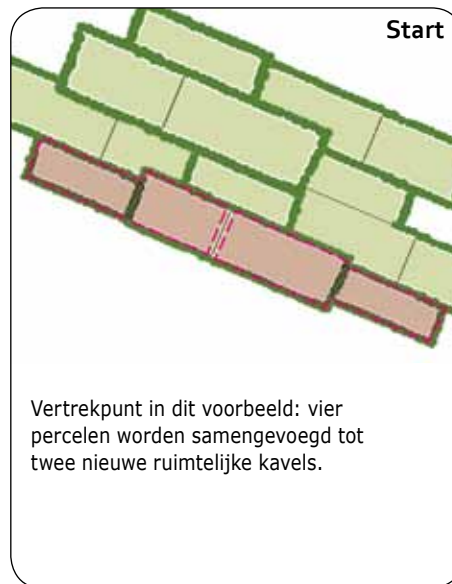 Start
Vertrekpunt in dit voorbeeld: vier
percelen worden samengevoegd tot
twee nieuwe ruimtelijke kavels.